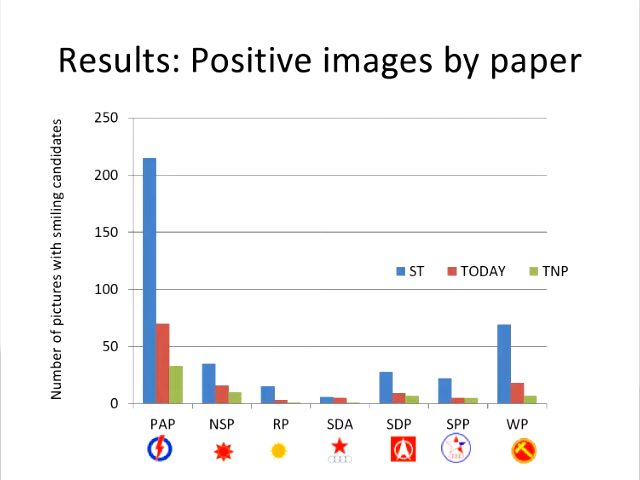 Results: Positive images by paper
Number of pictures with smiling candidates
250
200
150
100
50
0
ST TODAY TNP
PAP NSP RP SDA SDP SPP WP